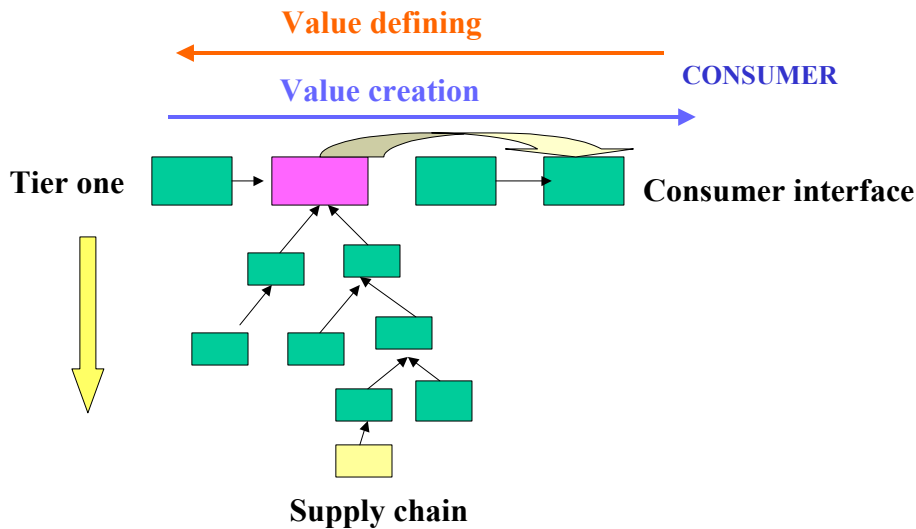 Value defining
CONSUMER
Value creation
Tier one
Consumer interface
Supply chain